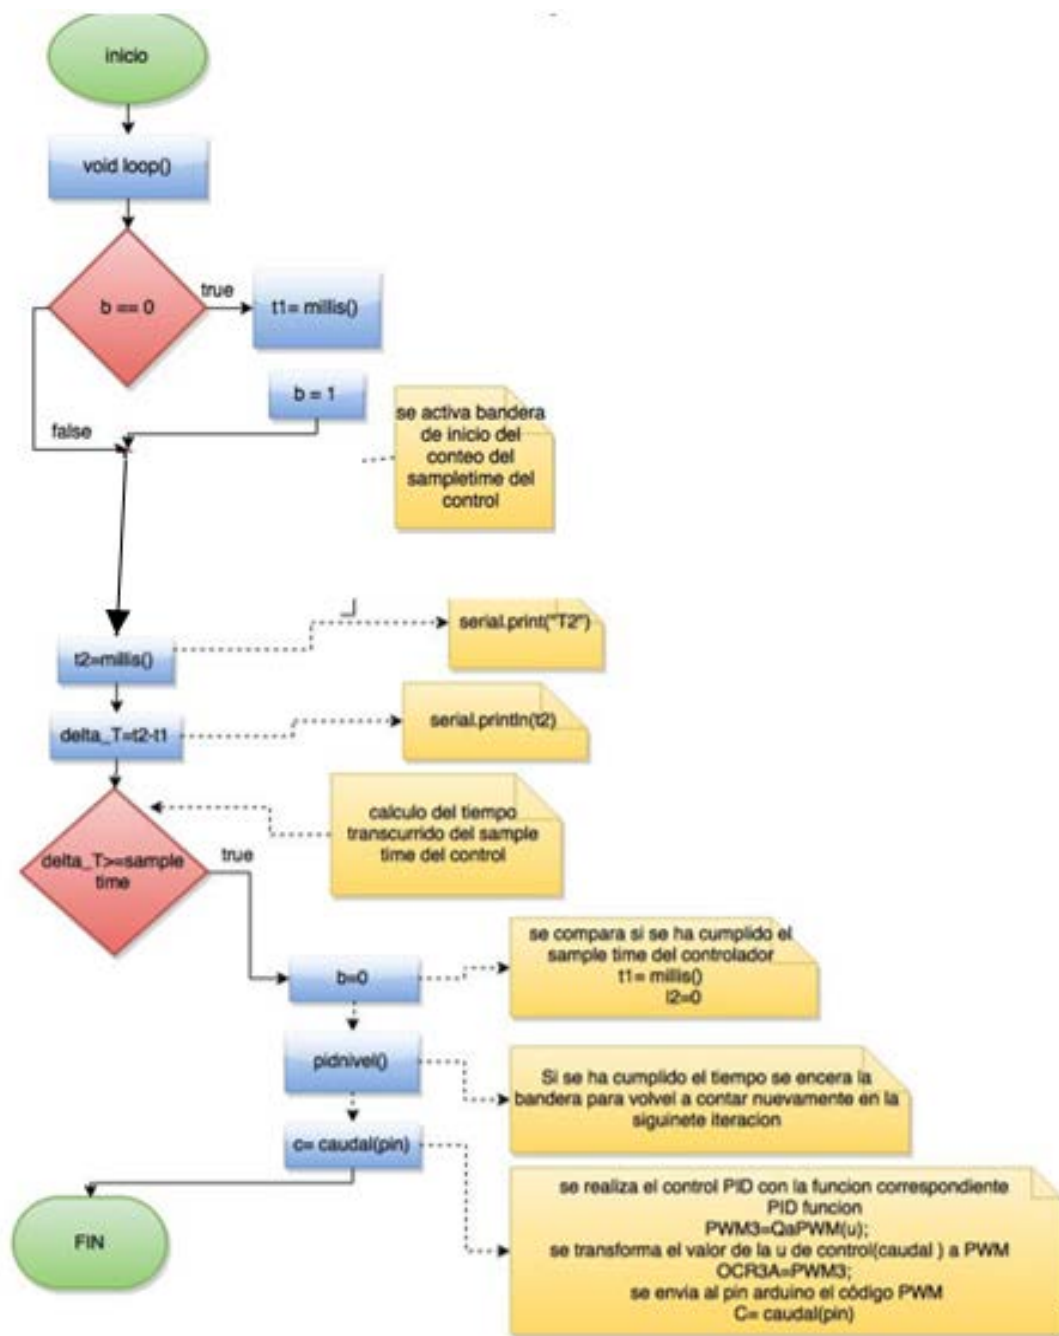 inicio
void loop()
b == 0
true
t1= millis()
b = 1
false
se activa bandera
de inicio del
conteo del
sampletime del
control
t2=millis()
serial.print("T2")
delta_T=t2-t1
serial.println(t2)
calculo del tiempo
transcurrido del sample
time del control
delta_T>=sample
time
true
b=0
se compara si se ha cumplido el
sample time del controlador
t1= millis()
l2=0
pidnivel()
Si se ha cumplido el tiempo se encera la
bandera para volvel a contar nuevamente en la
siguinete iteracion
c= caudal(pin)
se realiza el control PID con la funcion correspondiente
PID funcion
PWM3=QaPWM(u);
se transforma el valor de la u de control(caudal ) a PWM
OCR3A=PWM3;
se envia al pin arduino el código PWM
C= caudal(pin)
FIN